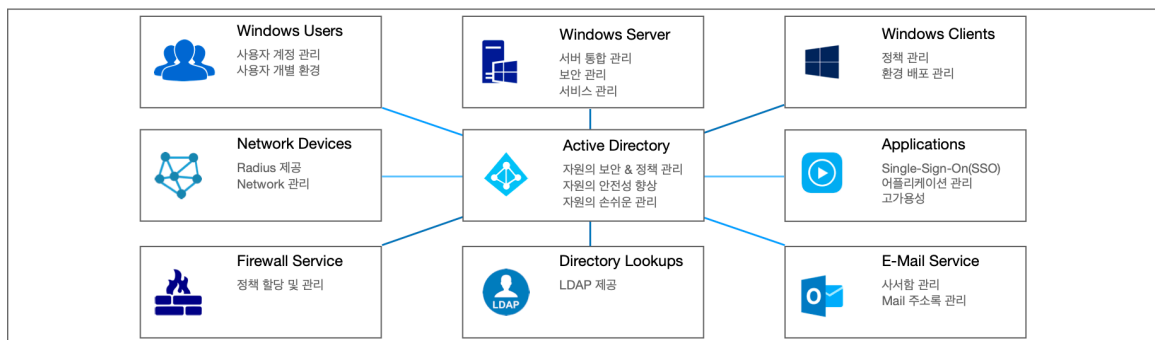 Windows Users
사용자 계정 관리
사용자 개별 환경
Windows Server
서버 통합 관리
보안 관리
서비스 관리
Windows Clients
정책 관리
환경 배포 관리
Network Devices
Radius 제공
Network 관리
Active Directory
자원의 보안 & 정책 관리
자원의 안전성 향상
자원의 손쉬운 관리
Applications
Single-Sign-On(SSO)
어플리케이션 관리
고가용성
Firewall Service
정책 할당 및 관리
Directory Lookups
LDAP 제공
LDAP
E-Mail Service
사서함 관리
Mail 주소록 관리